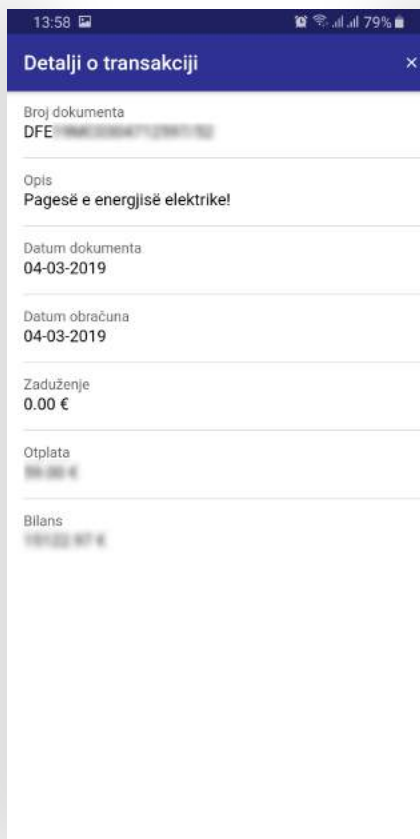 13:58 79%
Detalji o transakciji ×
Broj dokumenta
DFE
Opis
Pagesë e energjisë elektrike!
Datum dokumenta
04-03-2019
Datum obračuna
04-03-2019
Zaduženje
0.00 €
Otplata
Bilans